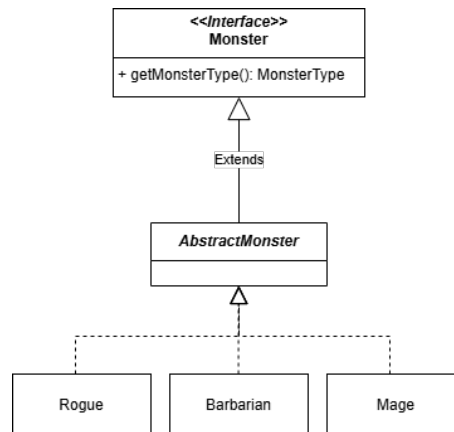 <<Interface>>
Monster
+ getMonsterType(): MonsterType
Extends
AbstractMonster
Rogue
Barbarian
Mage